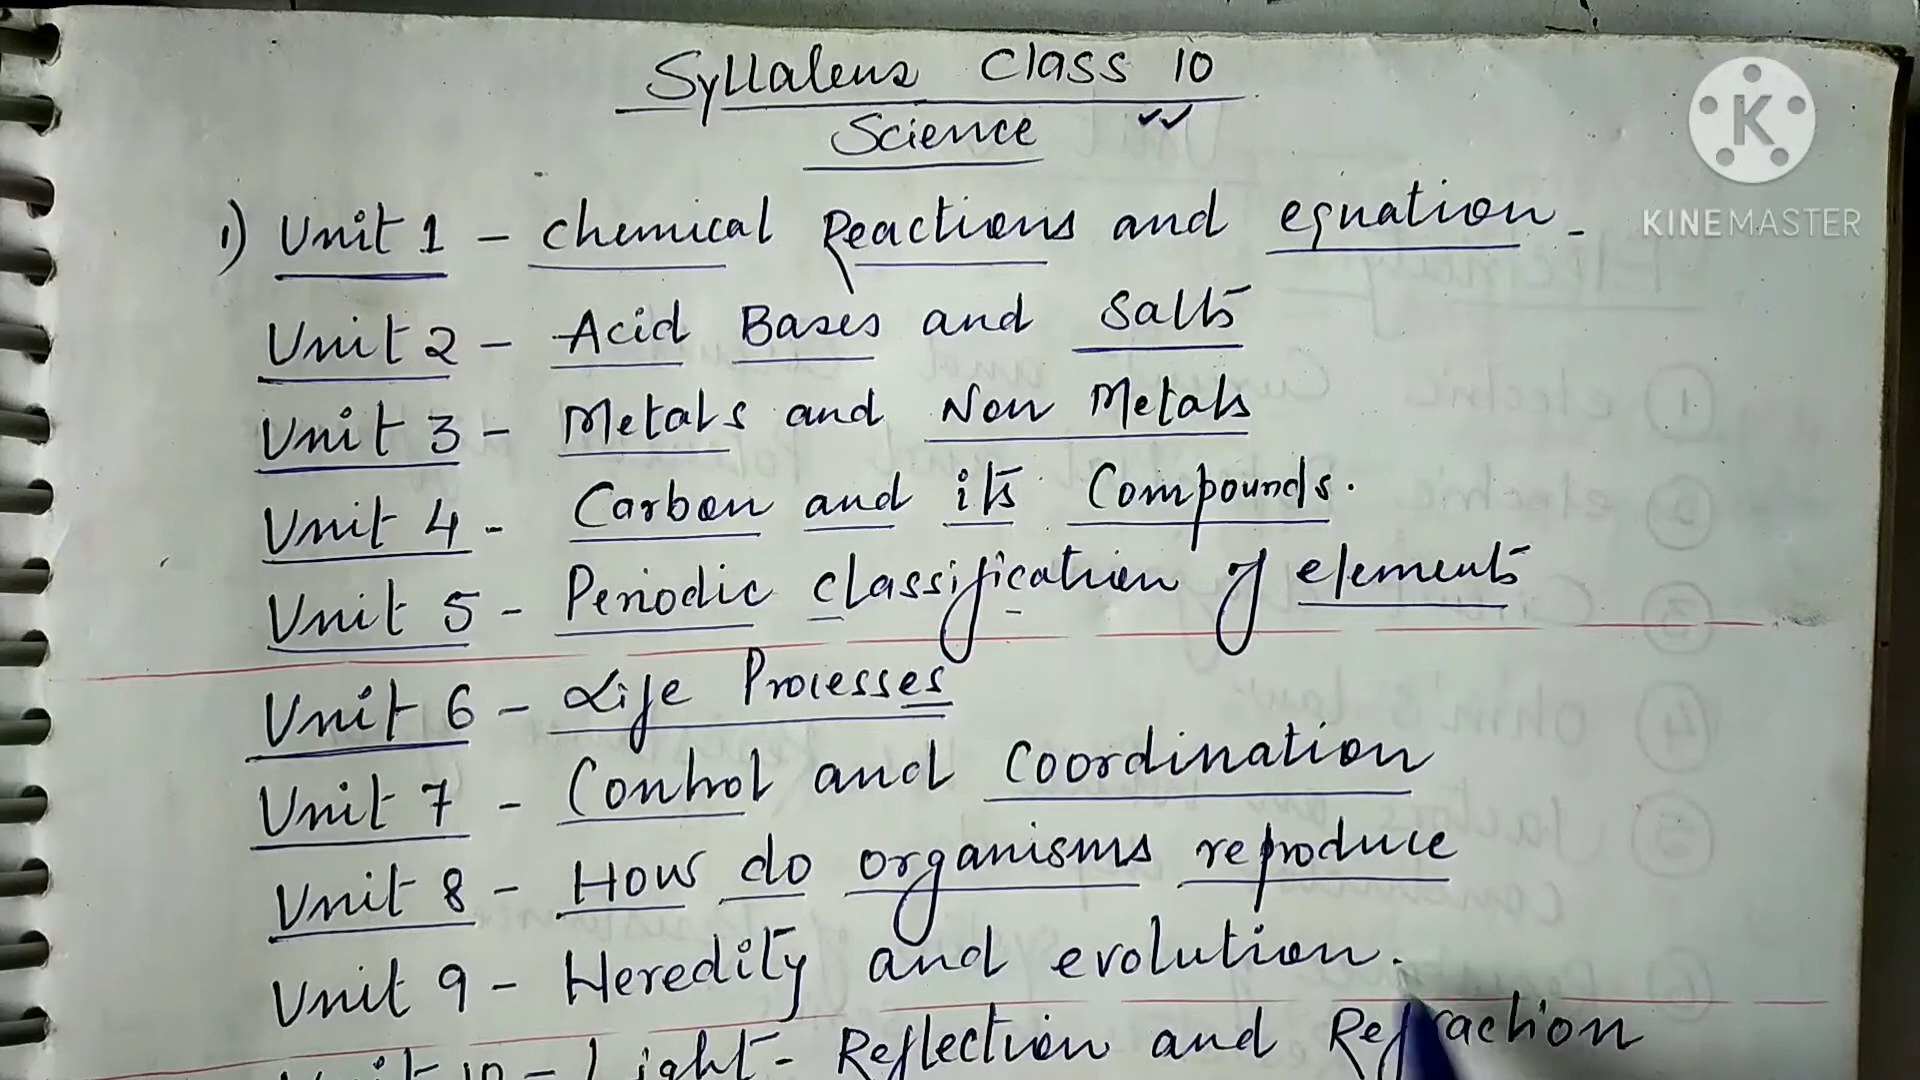 Syllabus Class 10
Science
1) Unit 1 - Chemical Reactions and equation.
Unit 2 - Acid Bases and Salts
Unit 3 - Metals and Non Metals
Unit 4 - Carbon and its Compounds.
Unit 5 - Periodic classification of elements
Unit 6 - Life Processes
Unit 7 - Control and Coordination
Unit 8 - How do organisms reproduce
Unit 9 - Heredity and evolution.
Unit 10 - Light - Reflection and Refraction
K
KINEMASTER